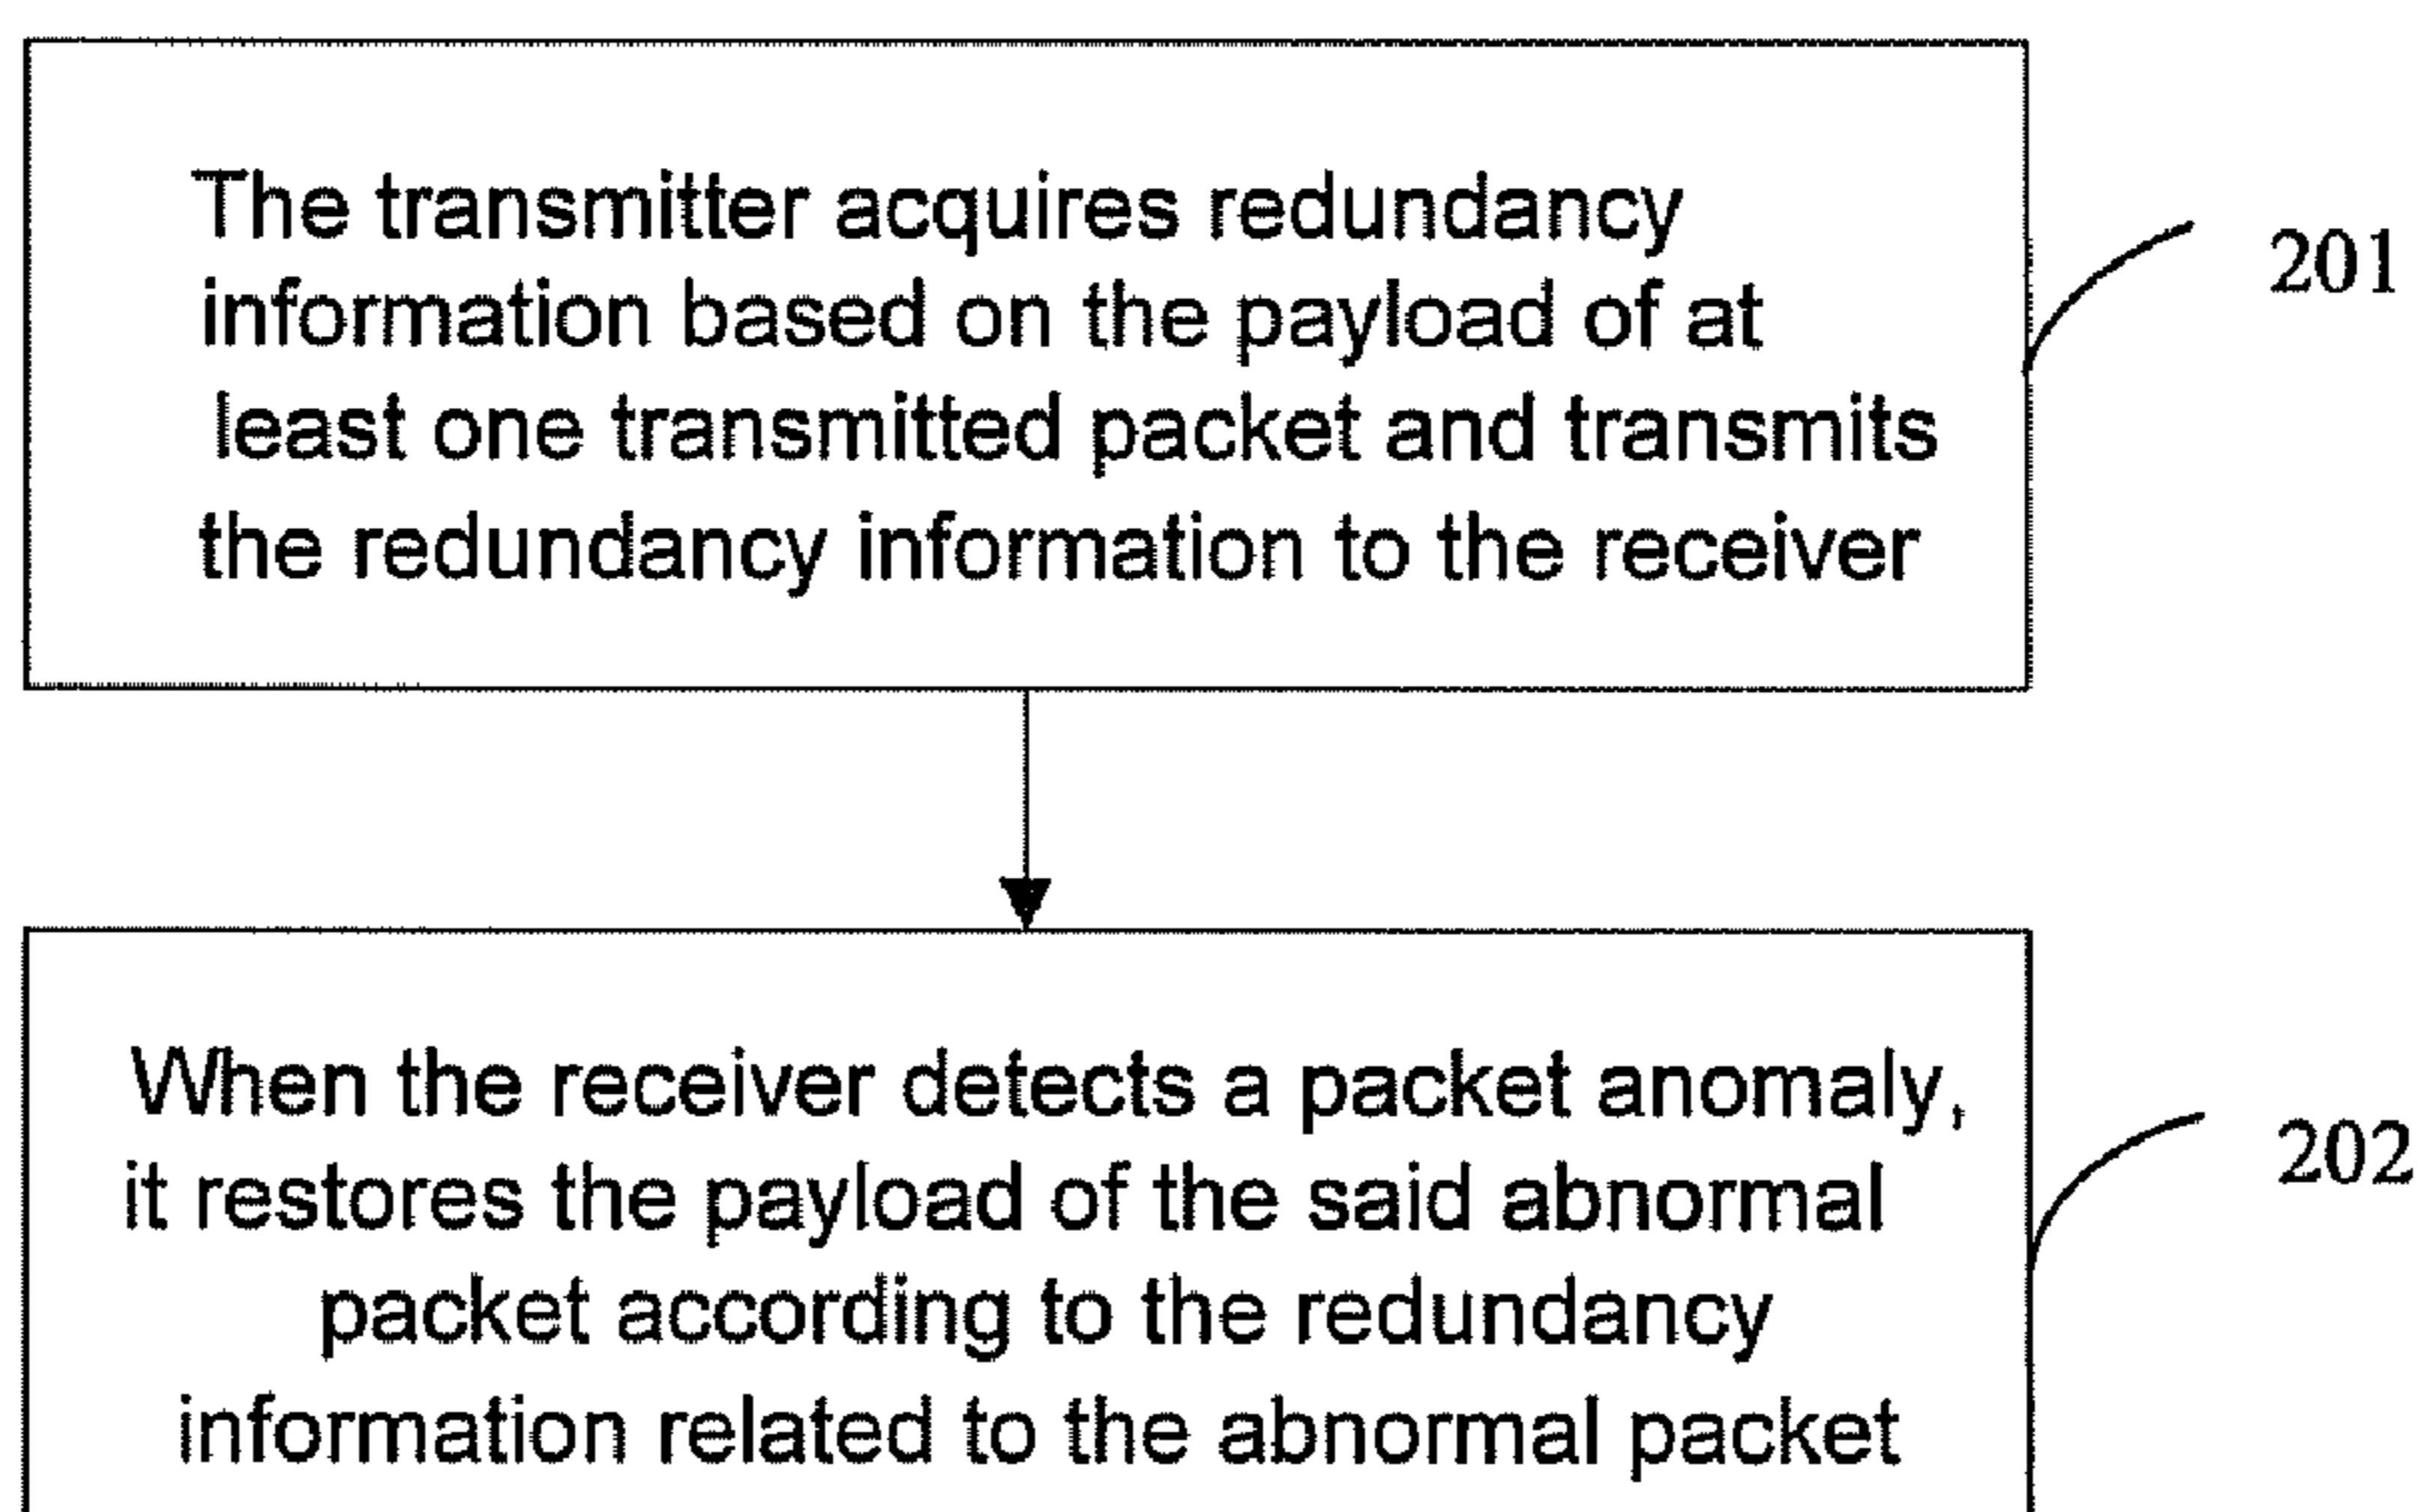 The transmitter acquires redundancy
information based on the payload of at
least one transmitted packet and transmits
the redundancy information to the receiver
201
When the receiver detects a packet anomaly,
it restores the payload of the said abnormal
packet according to the redundancy
information related to the abnormal packet
202